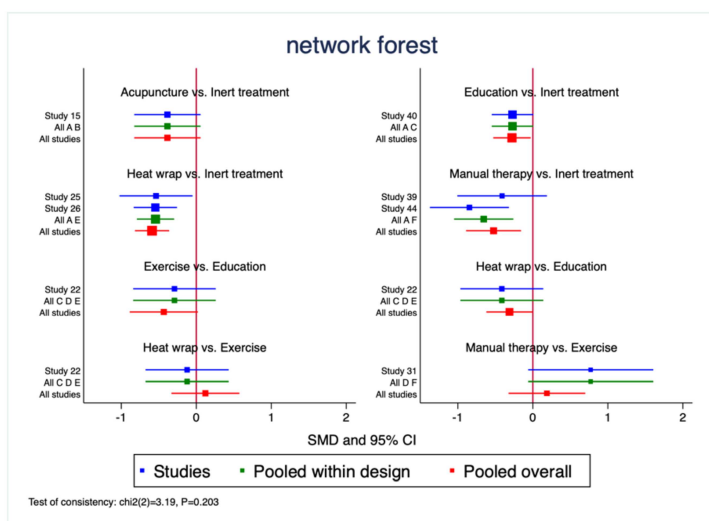 network forest
Acupuncture vs. Inert treatment
Study 15
All A B
All studies
Heat wrap vs. Inert treatment
Study 25
Study 26
All A E
All studies
Exercise vs. Education
Study 22
All C D E
All studies
Heat wrap vs. Exercise
Study 22
All C D E
All studies
-1 0 1 2
Education vs. Inert treatment
Study 40
All A C
All studies
Manual therapy vs. Inert treatment
Study 39
Study 44
All A F
All studies
Heat wrap vs. Education
Study 22
All C D E
All studies
Manual therapy vs. Exercise
Study 31
All D F
All studies
-1 0 1 2
SMD and 95% CI
Studies Pooled within design Pooled overall
Test of consistency: chi2(2)=3.19, P=0.203